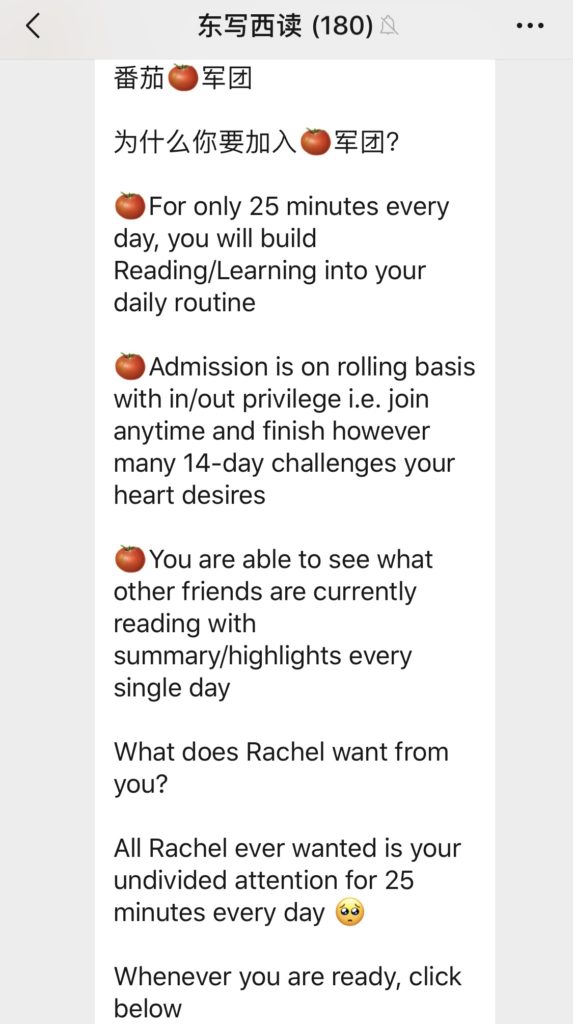 东写西读 (180)
番茄🍅军团
为什么你要加入🍅军团?
🍅For only 25 minutes every
day, you will build
Reading/Learning into your
daily routine
🍅Admission is on rolling basis
with in/out privilege i.e. join
anytime and finish however
many 14-day challenges your
heart desires
🍅You are able to see what
other friends are currently
reading with
summary/highlights every
single day
What does Rachel want from
you?
All Rachel ever wanted is your
undivided attention for 25
minutes every day 🥺
Whenever you are ready, click
below